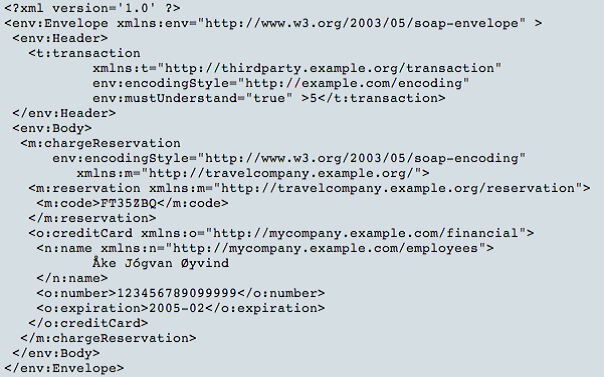 <?xml version='1.0' ?>
<env:Envelope xmlns:env="http://www.w3.org/2003/05/soap-envelope" >
<env:Header>
<t:transaction
xmlns:t="http://thirdparty.example.org/transaction"
env:encodingStyle="http://example.com/encoding"
env:mustUnderstand="true" >5</t:transaction>
</env:Header>
<env:Body>
<m:chargeReservation
env:encodingStyle="http://www.w3.org/2003/05/soap-encoding"
xmlns:m="http://travelcompany.example.org/">
<m:reservation xmlns:m="http://travelcompany.example.org/reservation">
<m:code>FT35ZBQ</m:code>
</m:reservation>
<o:creditCard xmlns:o="http://mycompany.example.com/financial">
<n:name xmlns:n="http://mycompany.example.com/employees">
Åke Jógvan Øyvind
</n:name>
<o:number>123456789099999</o:number>
<o:expiration>2005-02</o:expiration>
</o:creditCard>
</m:chargeReservation>
</env:Body>
</env:Envelope>